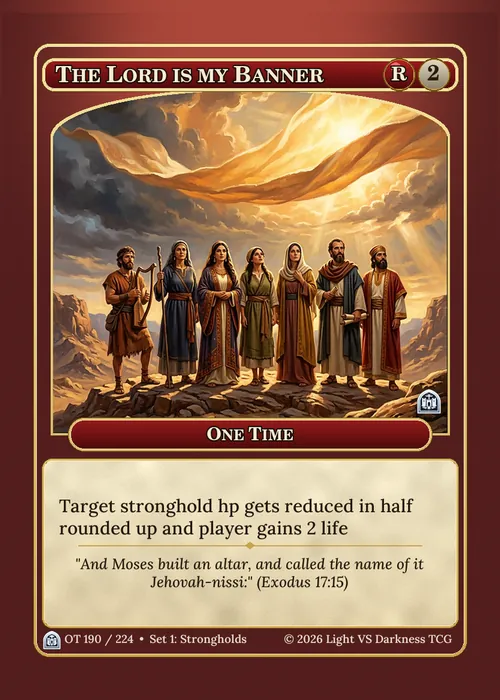 The Lord is my Banner R 2
One Time
Target stronghold hp gets reduced in half
rounded up and player gains 2 life
"And Moses built an altar, and called the name of it
Jehovah-nissi:" (Exodus 17:15)
OT 190 / 224 • Set 1: Strongholds © 2026 Light VS Darkness TCG